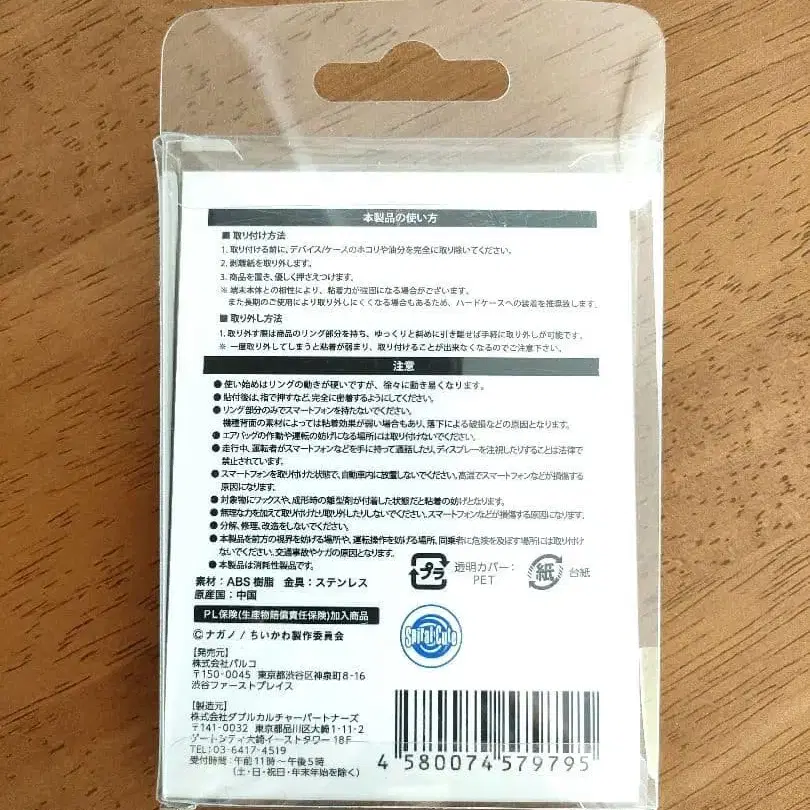 本製品の使い方
■ 取り付け方法
1. 取り付ける前に、デバイス/ケースのホコリや油分を完全に取り除いてください。
2. 剥離紙を取り外します。
3. 商品を置き、優しく押さえつけます。
※ 端末本体との相性により、粘着力が強固になる場合がございます。
また長期のご使用により取り外しにくくなる場合もあるため、ハードケースへの装着を推奨致します。
■ 取り外し方法
1. 取り外す際は商品のリング部分を持ち、ゆっくりと斜めに引き離せば手軽に取り外しが可能です。
※ 一度取り外してしまうと粘着が弱まり、取り付けることが出来なくなるのでご注意下さい。
注意
● 使い始めはリングの動きが硬いですが、徐々に動き易くなります。
● 貼付後は、指で押すなど、完全に密着するようにしてください。
● リング部分のみでスマートフォンを持たないでください。
機種背面の素材によっては粘着効果が弱い場合もあり、落下による破損などの原因となります。
● エアバッグの作動や運転の妨げになる場所には取り付けないでください。
● 走行中、運転者がスマートフォンなどを手に持って通話したり、ディスプレーを注視したりすることは法律で
禁止されています。
● スマートフォンを取り付けた状態で、自動車内に放置しないでください。高温でスマートフォンなどが損傷する
原因になります。
● 対象物にワックスや、成形時の離型剤が付着した状態だと粘着の妨げとなります。
● 無理な力を加えて取り付けたり取り外したりしないでください。スマートフォンなどが損傷する原因になります。
● 分解、修理、改造をしないでください。
● 本製品を前方の視界を妨げる場所や、運転操作を妨げる場所、同乗者に危険を及ぼす場所には取り付け
ないでください。交通事故やケガの原因となります。
● 本製品は消耗性製品です。
素材：ABS 樹脂　金具：ステンレス
原産国：中国
プラ
透明カバー：
PET
紙
台紙
PL保険(生産物賠償責任保険)加入商品
Ⓒ ナガノ / ちいかわ製作委員会
Spiral Cute
【発売元】
株式会社パルコ
〒150-0045 東京都渋谷区神泉町8-16
渋谷ファーストプレイス
【製造元】
株式会社ダブルカルチャーパートナーズ
〒141-0032 東京都品川区大崎1-11-2
ゲートシティ大崎イーストタワー 18F
TEL：03-6417-4519
受付時間：午前11時～午後5時
（土・日・祝日・年末年始を除く）
4 580074 579795